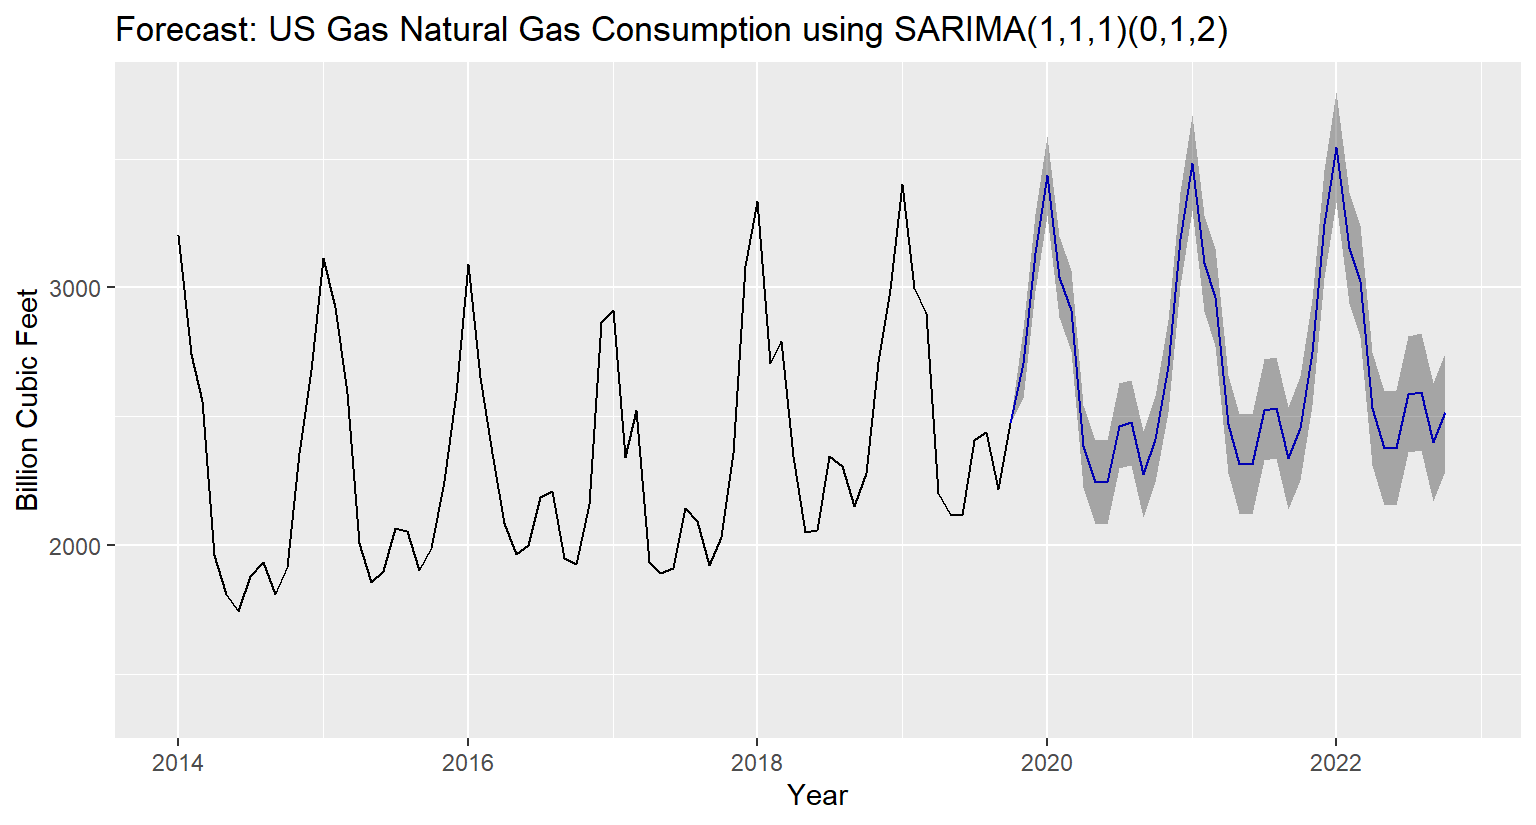 Forecast: US Gas Natural Gas Consumption using SARIMA(1,1,1)(0,1,2)
Billion Cubic Feet
3000
2000
2014 2016 2018 2020 2022
Year